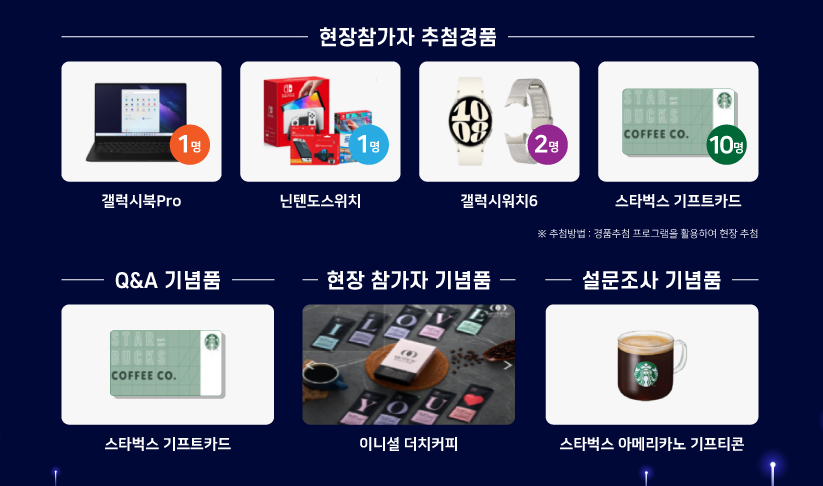 현장참가자 추첨경품
1명
1명
10
08
2명
STAR
BUCKS
COFFEE CO.
10명
갤럭시북Pro
닌텐도스위치
갤럭시워치6
스타벅스 기프트카드
※ 추첨방법 : 경품추첨 프로그램을 활용하여 현장 추첨
Q&A 기념품
현장 참가자 기념품
설문조사 기념품
STAR
BUCKS
COFFEE CO.
I LOVE
YOU
스타벅스 기프트카드
이니셜 더치커피
스타벅스 아메리카노 기프티콘